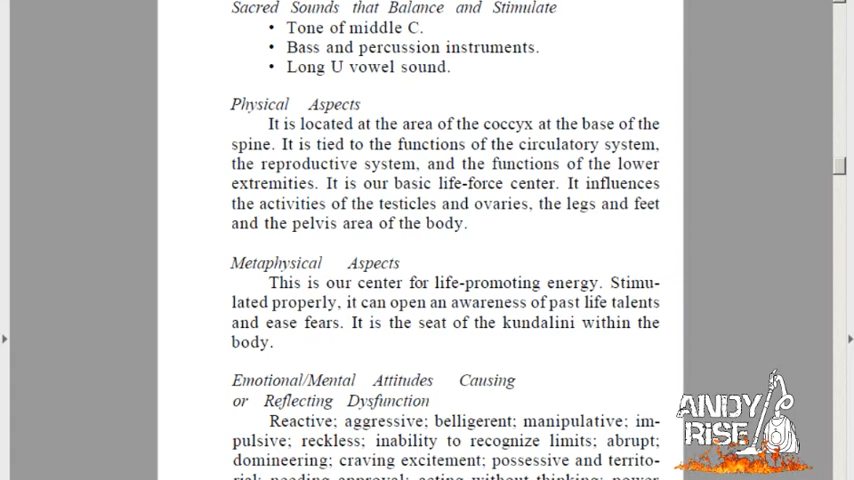 Sacred Sounds that Balance and Stimulate
• Tone of middle C.
• Bass and percussion instruments.
• Long U vowel sound.
Physical Aspects
It is located at the area of the coccyx at the base of the
spine. It is tied to the functions of the circulatory system,
the reproductive system, and the functions of the lower
extremities. It is our basic life-force center. It influences
the activities of the testicles and ovaries, the legs and feet
and the pelvis area of the body.
Metaphysical Aspects
This is our center for life-promoting energy. Stimu-
lated properly, it can open an awareness of past life talents
and ease fears. It is the seat of the kundalini within the
body.
Emotional/Mental Attitudes Causing
or Reflecting Dysfunction
Reactive; aggressive; belligerent; manipulative; im-
pulsive; reckless; inability to recognize limits; abrupt;
domineering; craving excitement; possessive and territo-
rial; needing approval; acting without thinking; power
ANDY
RISE